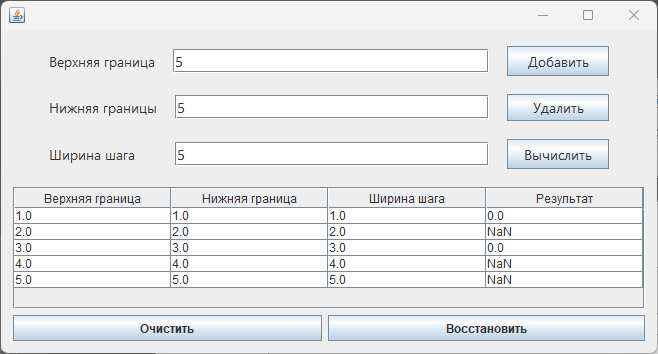 Верхняя граница 5 Добавить
Нижняя границы 5 Удалить
Ширина шага 5 Вычислить
Верхняя граница Нижняя граница Ширина шага Результат
1.0 1.0 1.0 0.0
2.0 2.0 2.0 NaN
3.0 3.0 3.0 0.0
4.0 4.0 4.0 NaN
5.0 5.0 5.0 NaN
Очистить Восстановить